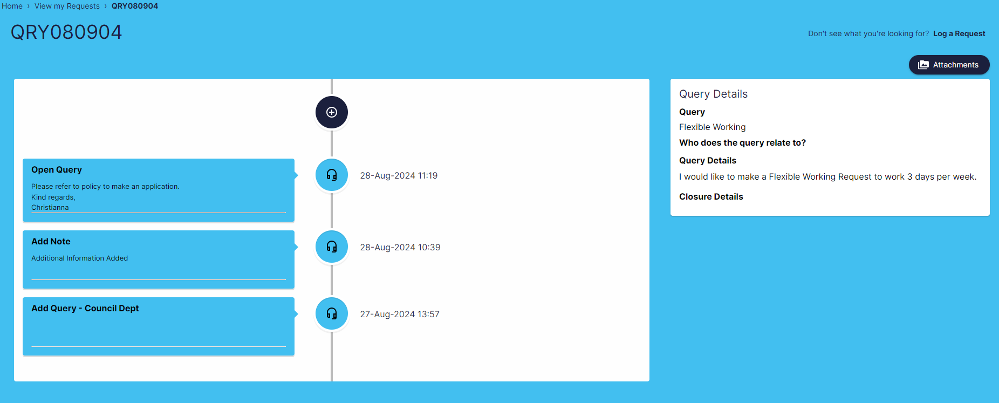 Home › View my Requests › QRY080904
QRY080904
Don't see what you're looking for? Log a Request
Attachments
Open Query
Please refer to policy to make an application.
Kind regards,
Christianna
28-Aug-2024 11:19
Add Note
Additional Information Added
28-Aug-2024 10:39
Add Query - Council Dept
27-Aug-2024 13:57
Query Details
Query
Flexible Working
Who does the query relate to?
Query Details
I would like to make a Flexible Working Request to work 3 days per week.
Closure Details